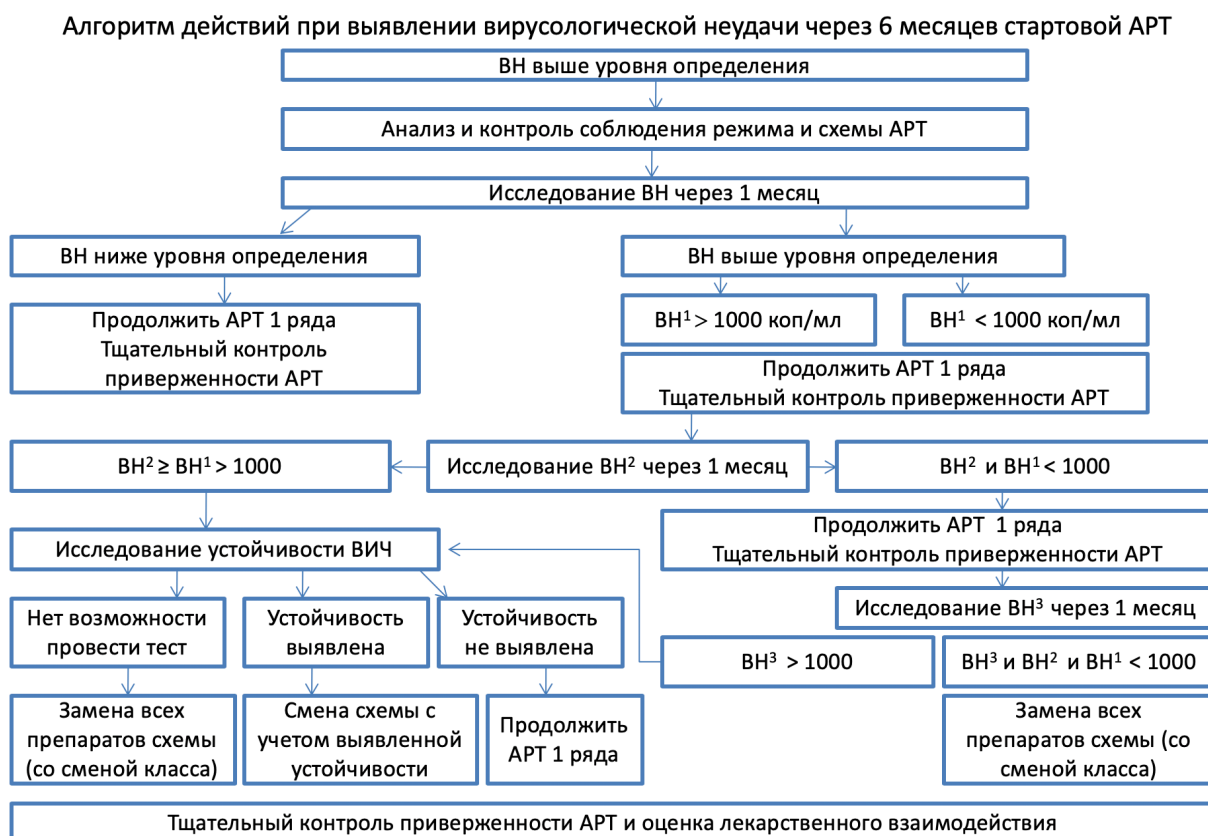 Алгоритм действий при выявлении вирусологической неудачи через 6 месяцев стартовой АРТ
ВН выше уровня определения
Анализ и контроль соблюдения режима и схемы АРТ
Исследование ВН через 1 месяц
ВН ниже уровня определения
ВН выше уровня определения
Продолжить АРТ 1 ряда
Тщательный контроль
приверженности АРТ
ВН¹ > 1000 коп/мл
ВН¹ < 1000 коп/мл
Продолжить АРТ 1 ряда
Тщательный контроль приверженности АРТ
ВН² ≥ ВН¹ > 1000
Исследование ВН² через 1 месяц
ВН² и ВН¹ < 1000
Продолжить АРТ 1 ряда
Тщательный контроль приверженности АРТ
Исследование устойчивости ВИЧ
Исследование ВН³ через 1 месяц
Нет возможности
провести тест
Устойчивость
выявлена
Устойчивость
не выявлена
ВН³ > 1000
ВН³ и ВН² и ВН¹ < 1000
Замена всех
препаратов схемы
(со сменой класса)
Смена схемы с
учетом выявленной
устойчивости
Продолжить
АРТ 1 ряда
Замена всех
препаратов схемы (со
сменой класса)
Тщательный контроль приверженности АРТ и оценка лекарственного взаимодействия